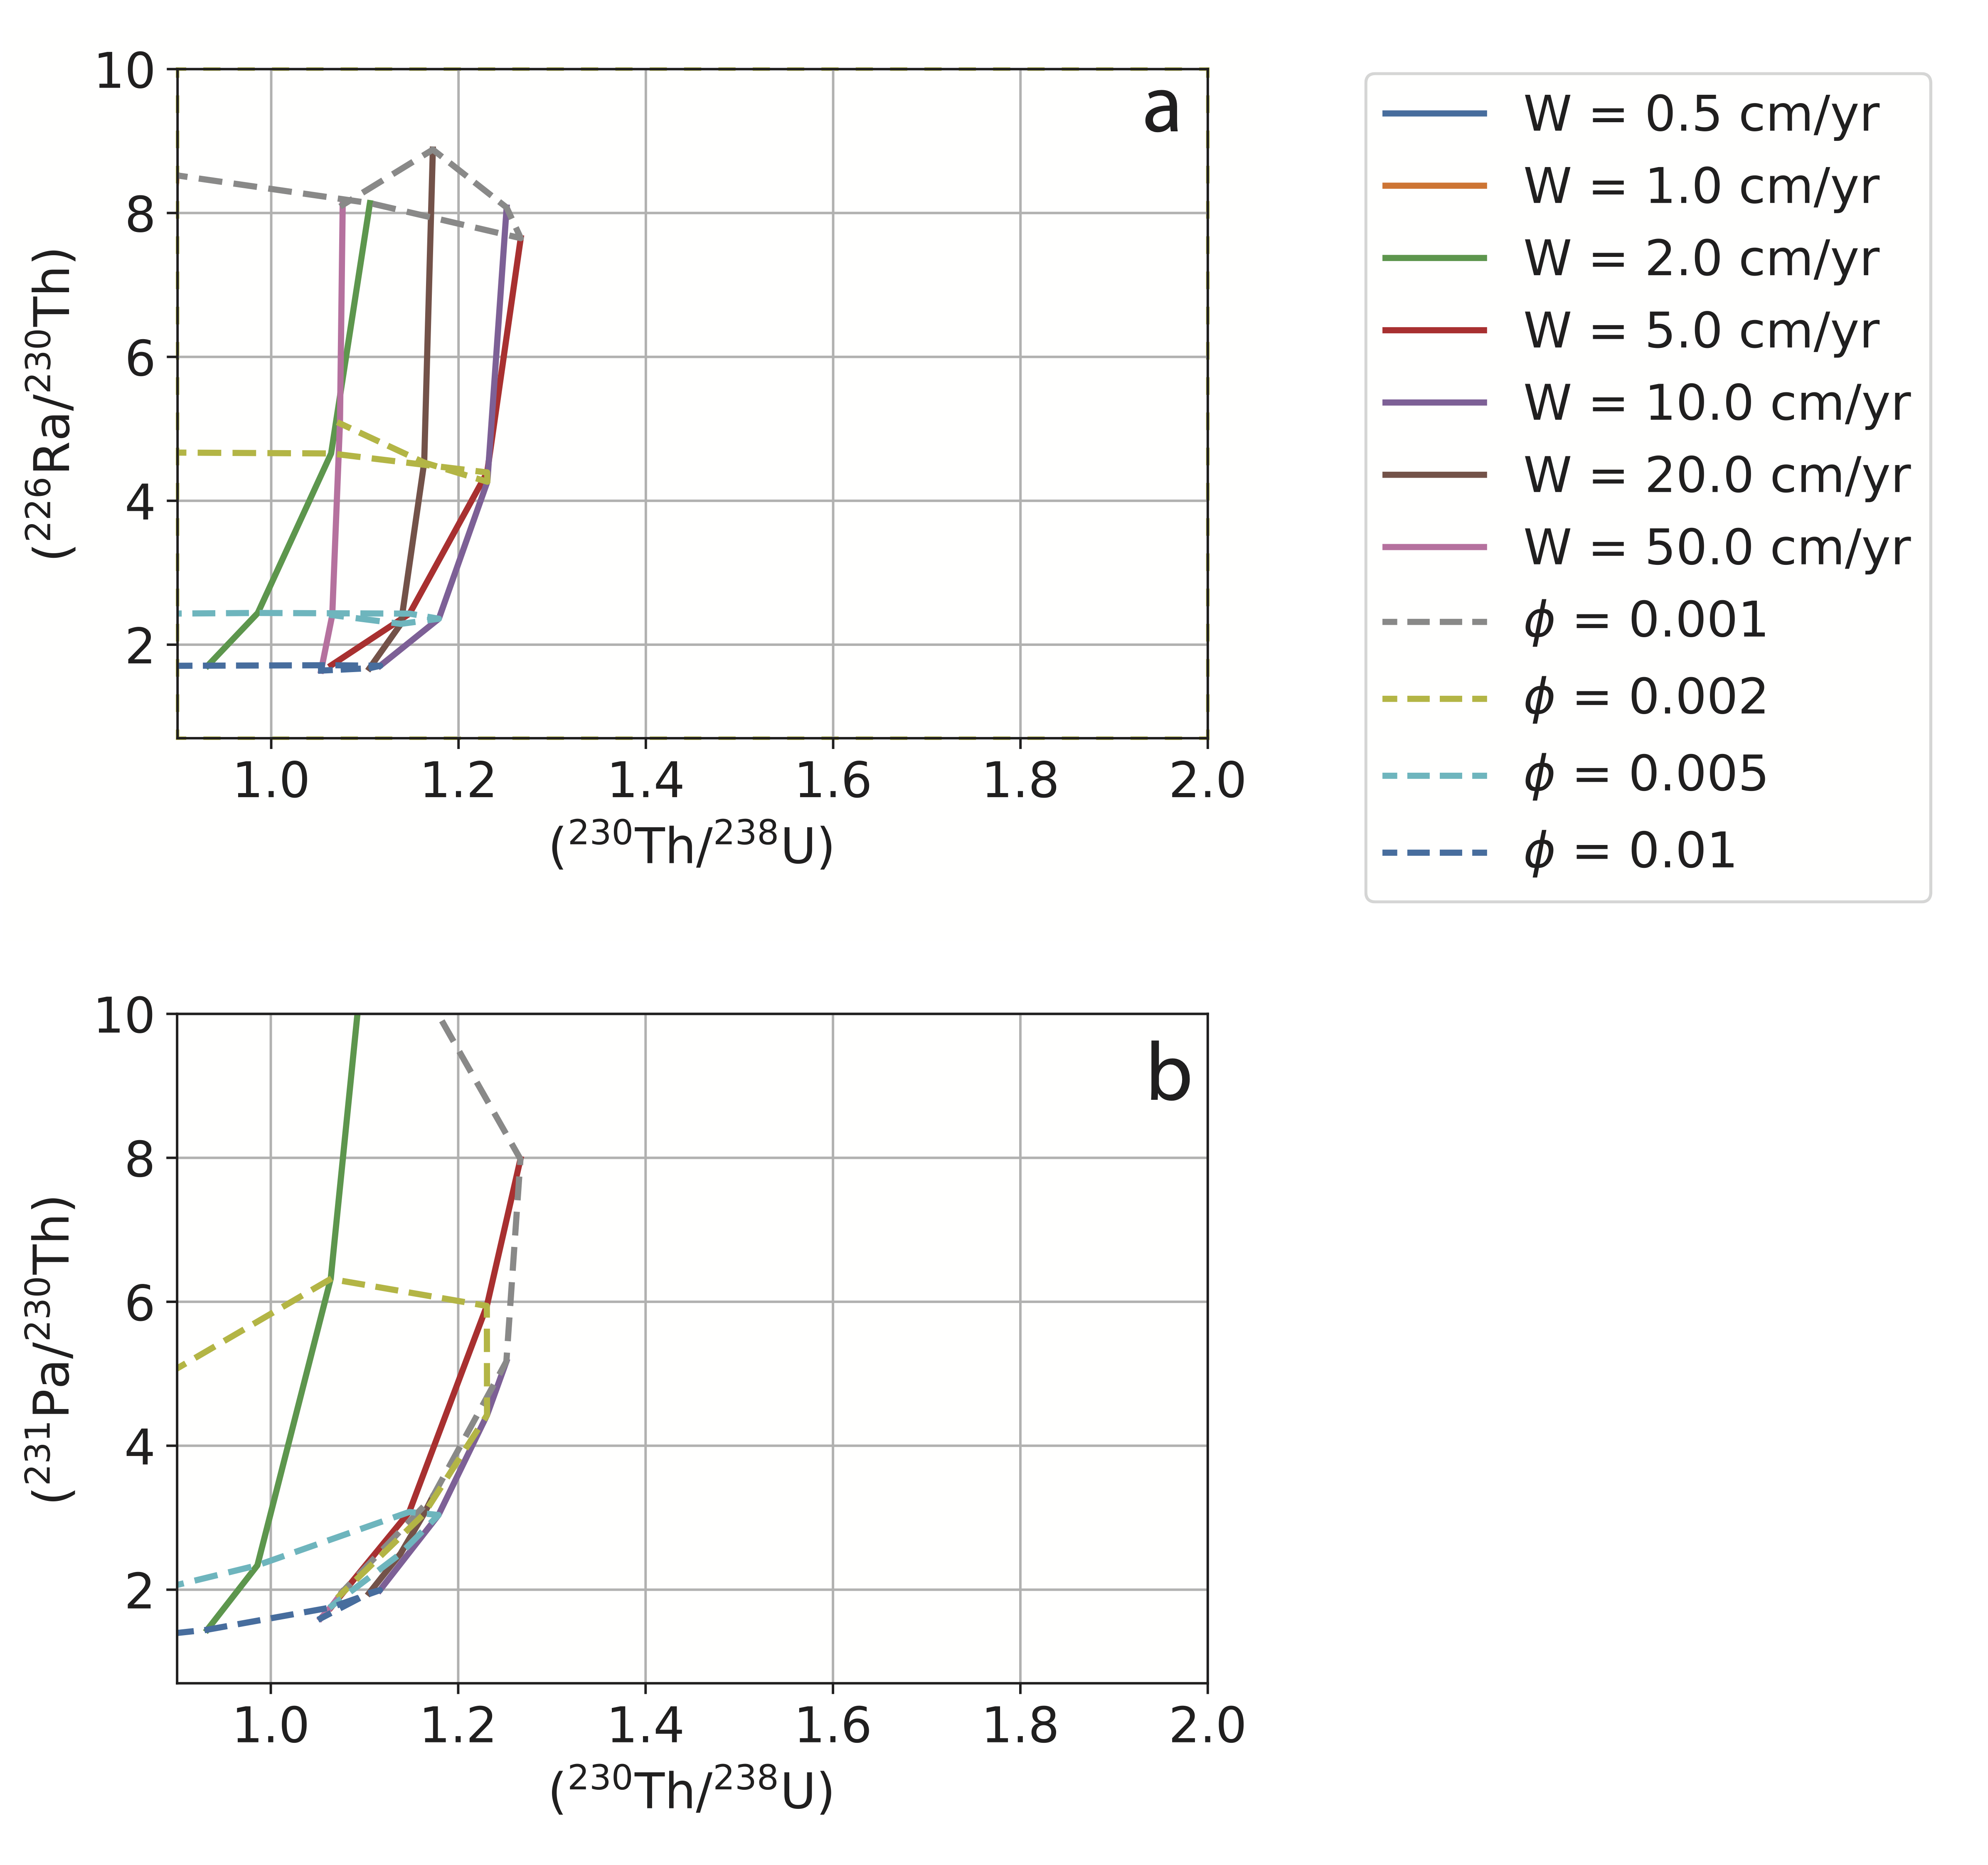 a
10
8
6
4
2
(²²⁶Ra/²³⁰Th)
1.0 1.2 1.4 1.6 1.8 2.0
(²³⁰Th/²³⁸U)
W = 0.5 cm/yr
W = 1.0 cm/yr
W = 2.0 cm/yr
W = 5.0 cm/yr
W = 10.0 cm/yr
W = 20.0 cm/yr
W = 50.0 cm/yr
ϕ = 0.001
ϕ = 0.002
ϕ = 0.005
ϕ = 0.01
b
10
8
6
4
2
(²³¹Pa/²³⁰Th)
1.0 1.2 1.4 1.6 1.8 2.0
(²³⁰Th/²³⁸U)